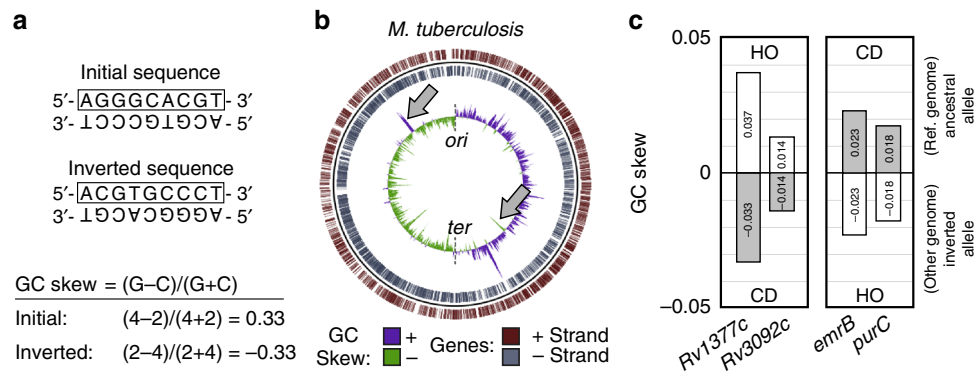 a
Initial sequence
5′- AGGGCACGT - 3′
3′- TCCCGTGCA - 5′
Inverted sequence
5′- ACGTGCCCT - 3′
3′- TGCACGGGA - 5′
GC skew = (G–C)/(G+C)
Initial: (4–2)/(4+2) = 0.33
Inverted: (2–4)/(2+4) = –0.33
b
M. tuberculosis
ori
ter
GC Skew: + –
Genes: + Strand – Strand
c
0.05
0
–0.05
GC skew
HO
CD
0.037
0.014
–0.033
–0.014
CD
HO
0.023
0.018
–0.023
–0.018
Rv1377c
Rv3092c
emrB
purC
(Ref. genome)
ancestral
allele
(Other genome)
inverted
allele